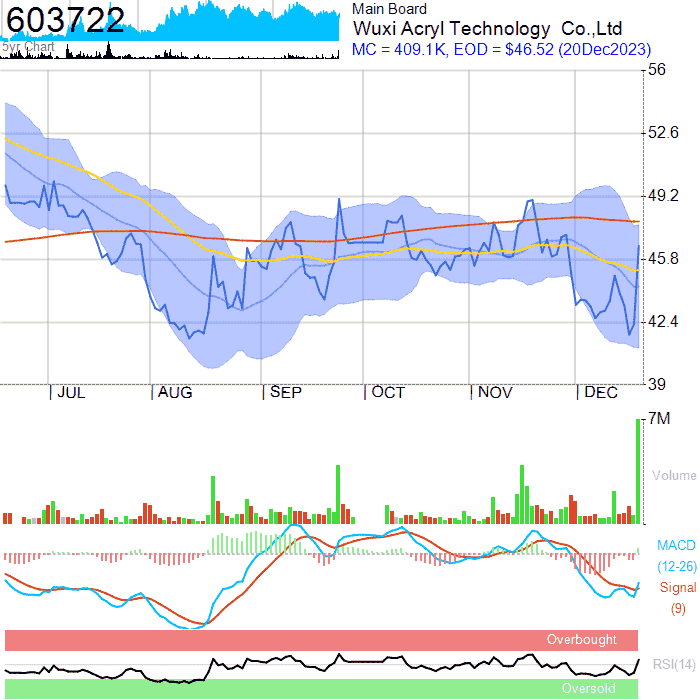 603722
5yr Chart
Main Board
Wuxi Acryl Technology Co.,Ltd
MC = 409.1K, EOD = $46.52 (20Dec2023)
56
52.6
49.2
45.8
42.4
39
JUL AUG SEP OCT NOV DEC
7M
Volume
MACD
(12-26)
Signal
(9)
Overbought
RSI(14)
Oversold